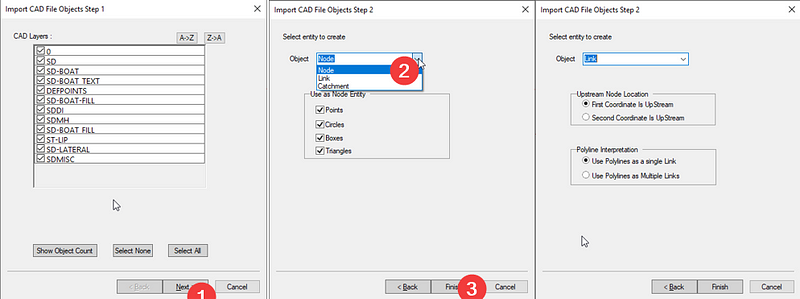 Import CAD File Objects Step 1
CAD Layers :
A->Z
Z->A
0
SD
SD-BOAT
SD-BOAT TEXT
DEFPOINTS
SD-BOAT-FILL
SDDI
SDMH
SD-BOAT FILL
ST-LIP
SD-LATERAL
SDMISC
Show Object Count
Select None
Select All
< Back
Next
Cancel
1
Import CAD File Objects Step 2
Select entity to create
Object
Node
2
Node
Link
Catchment
Use as Node Entity
Points
Circles
Boxes
Triangles
< Back
Finis
3
Cancel
Import CAD File Objects Step 2
Select entity to create
Object
Link
Upstream Node Location
First Coordinate Is UpStream
Second Coordinate Is UpStream
Polyline Interpretation
Use Polylines as a single Link
Use Polylines as Multiple Links
< Back
Finish
Cancel